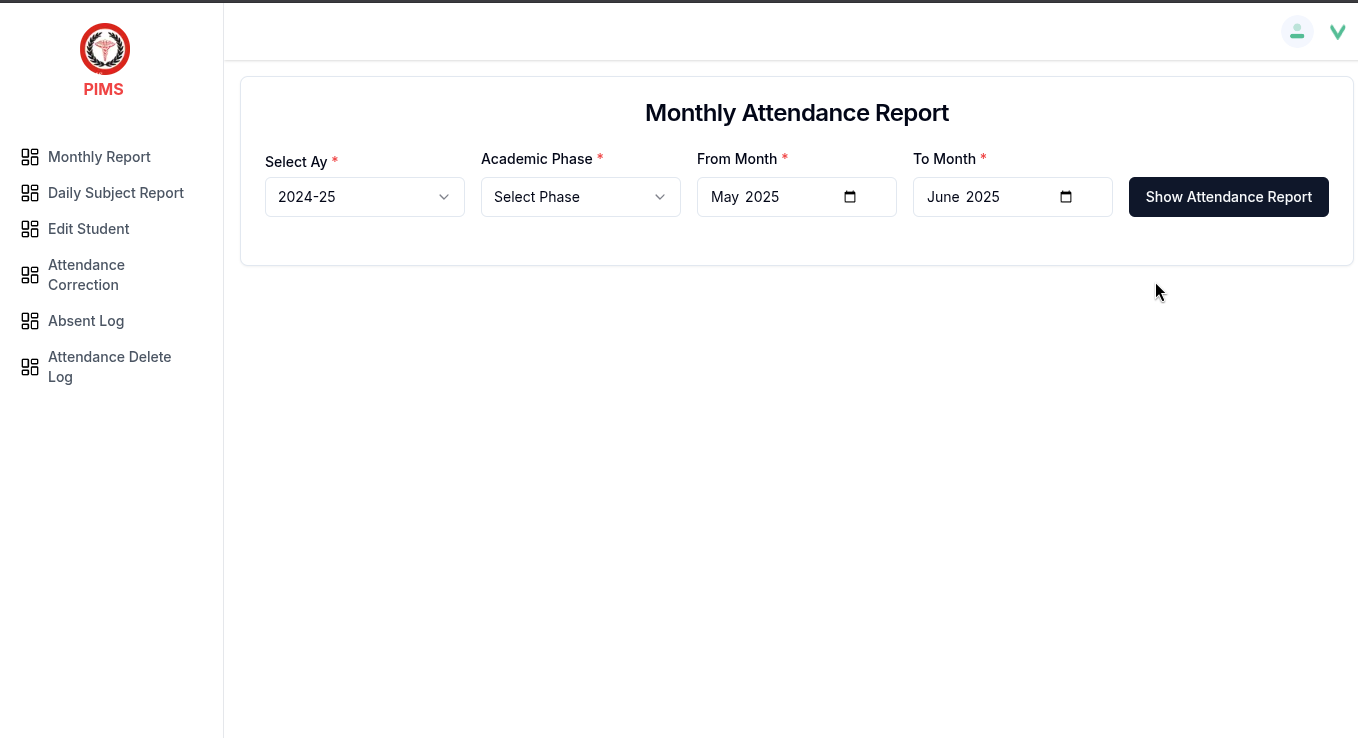 PIMS
Monthly Report
Daily Subject Report
Edit Student
Attendance
Correction
Absent Log
Attendance Delete
Log
Monthly Attendance Report
Select Ay *
2024-25
Academic Phase *
Select Phase
From Month *
May 2025
To Month *
June 2025
Show Attendance Report